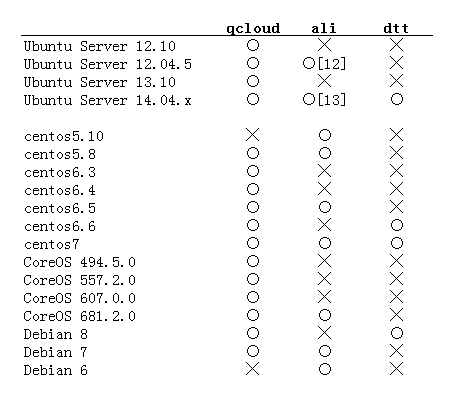 qcloud ali dtt
Ubuntu Server 12.10 ○ × ×
Ubuntu Server 12.04.5 ○ ○[12] ×
Ubuntu Server 13.10 ○ × ×
Ubuntu Server 14.04.x ○ ○[13] ○
centos5.10 × ○ ×
centos5.8 ○ ○ ×
centos6.3 ○ × ×
centos6.4 ○ × ×
centos6.5 ○ ○ ×
centos6.6 ○ × ○
centos7 ○ ○ ○
CoreOS 494.5.0 ○ × ×
CoreOS 557.2.0 ○ × ×
CoreOS 607.0.0 ○ × ×
CoreOS 681.2.0 ○ ○ ×
Debian 8 ○ × ○
Debian 7 ○ ○ ×
Debian 6 × ○ ×